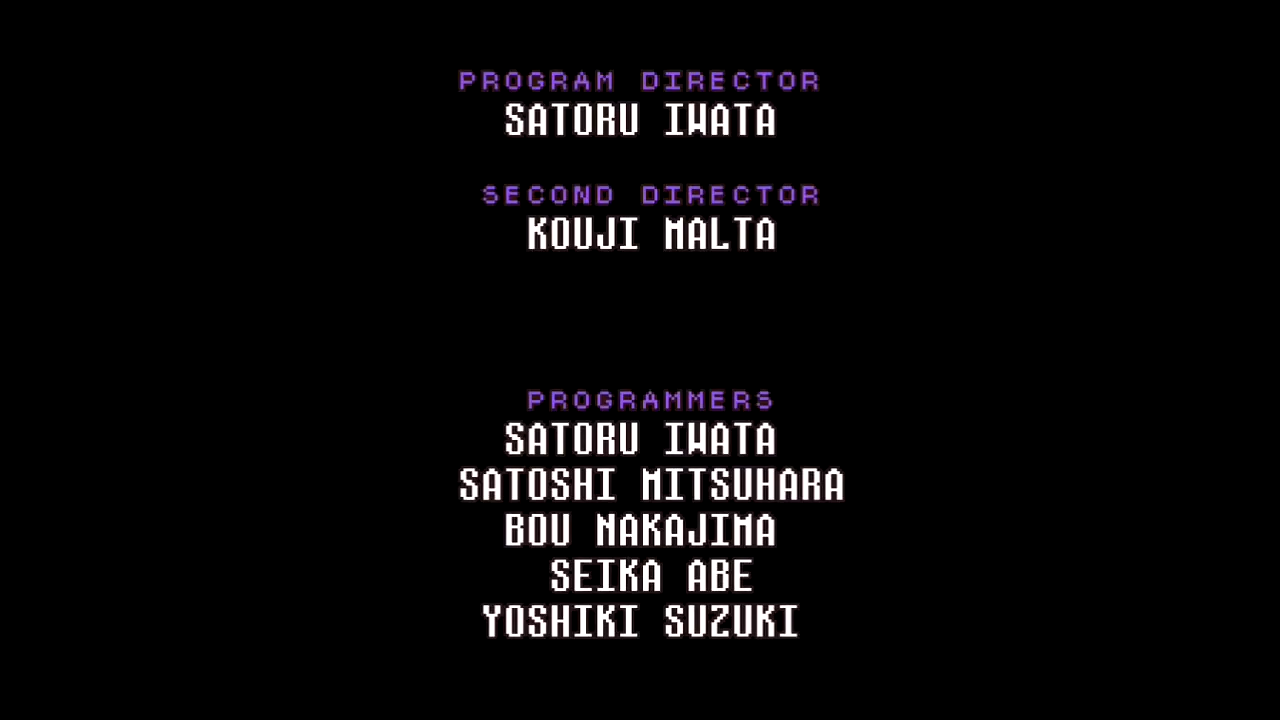 PROGRAM DIRECTOR
SATORU IWATA
SECOND DIRECTOR
KOUJI MALTA
PROGRAMMERS
SATORU IWATA
SATOSHI MITSUHARA
BOU NAKAJIMA
SEIKA ABE
YOSHIKI SUZUKI